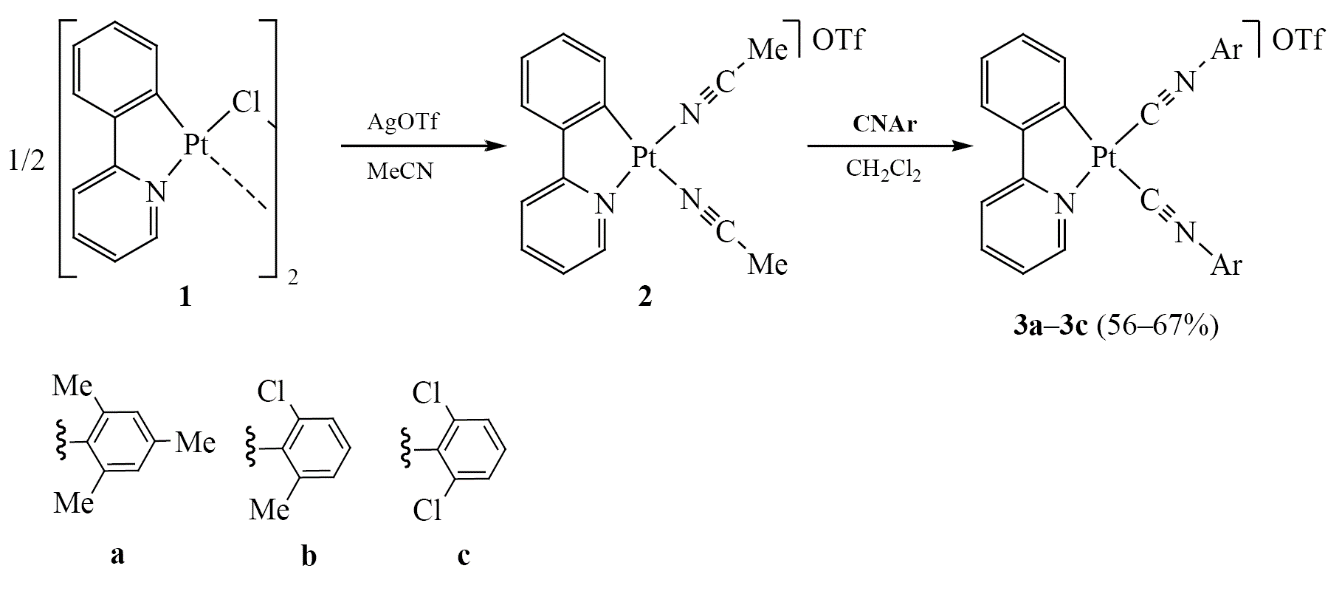 1/2 [ Pt Cl N ]2
1
AgOTf
MeCN
Pt N N≡C Me N≡C Me ] OTf
2
CNAr
CH2Cl2
Pt N C≡N Ar C≡N Ar ] OTf
3a–3c (56–67%)
Me Me Me
a
Cl Me
b
Cl Cl
c